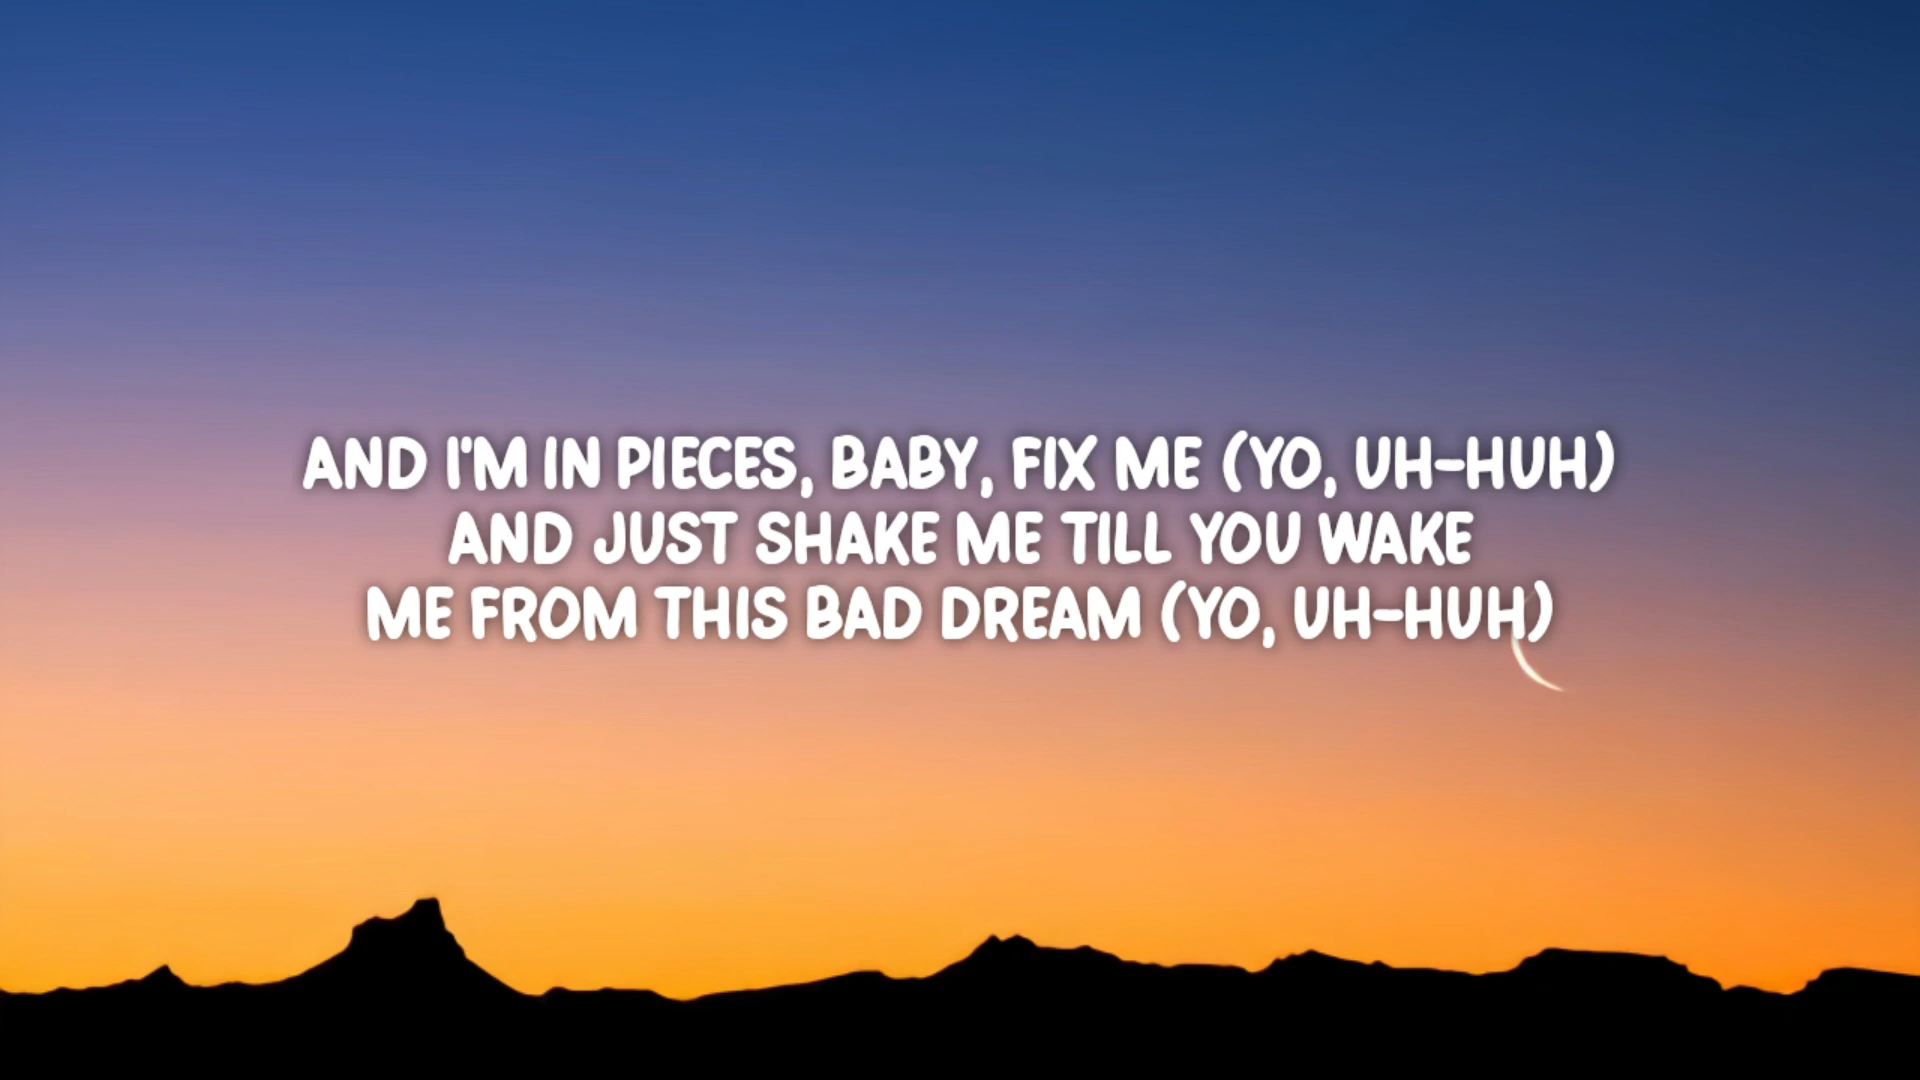 AND I'M IN PIECES, BABY, FIX ME (YO, UH-HUH)
AND JUST SHAKE ME TILL YOU WAKE
ME FROM THIS BAD DREAM (YO, UH-HUH)